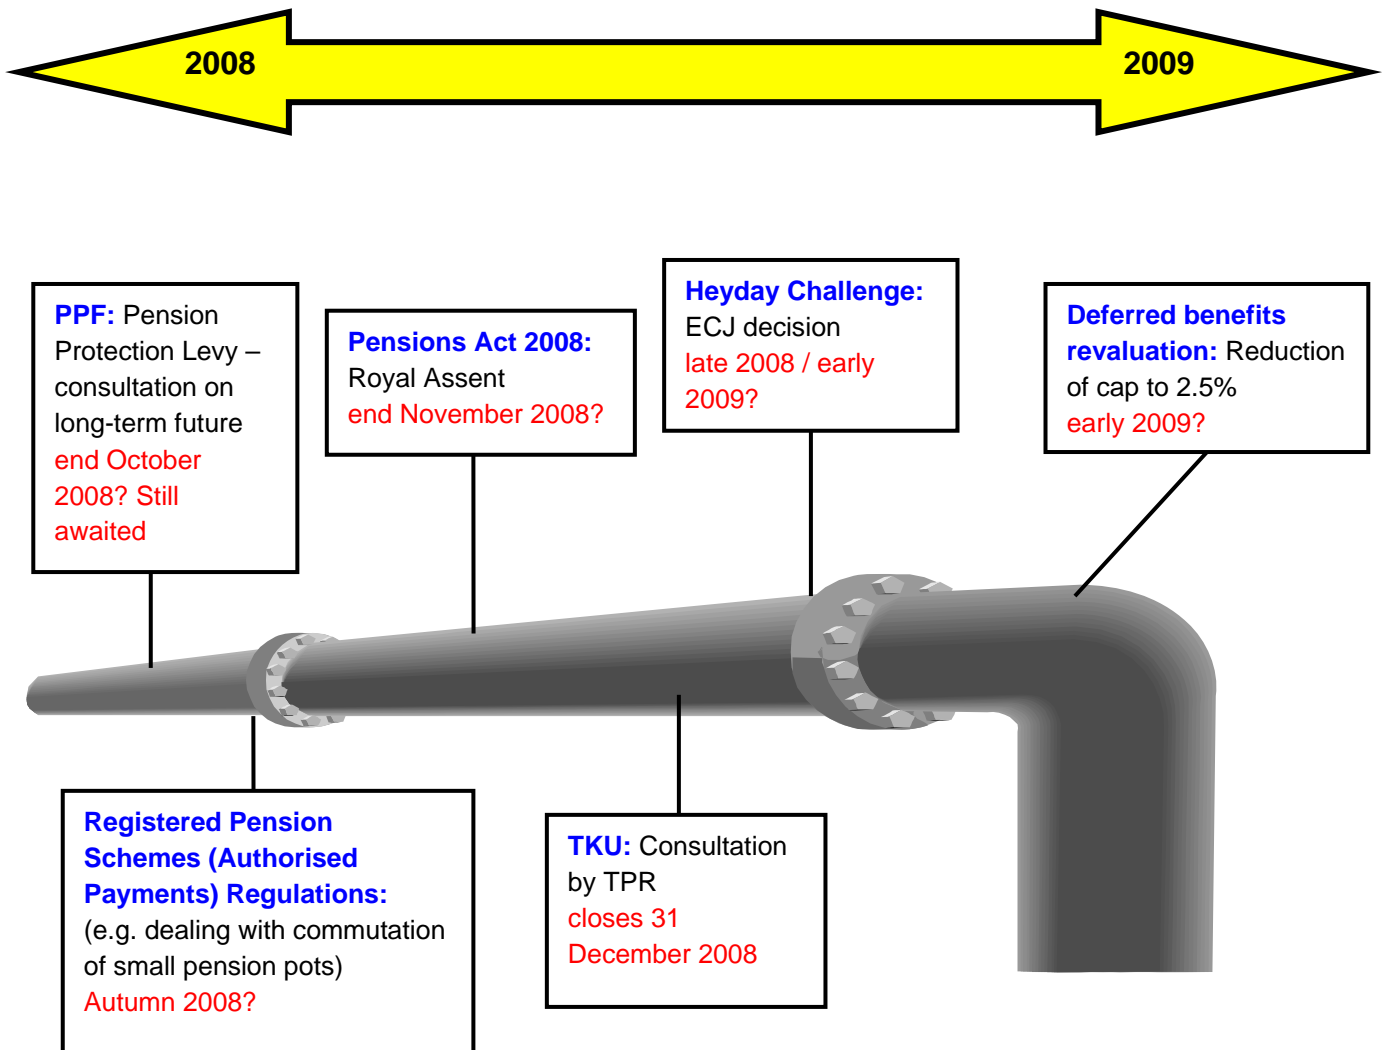 2008
2009
PPF: Pension
Protection Levy –
consultation on
long-term future
end October
2008? Still
awaited
Pensions Act 2008:
Royal Assent
end November 2008?
Heyday Challenge:
ECJ decision
late 2008 / early
2009?
Deferred benefits
revaluation: Reduction
of cap to 2.5%
early 2009?
Registered Pension
Schemes (Authorised
Payments) Regulations:
(e.g. dealing with commutation
of small pension pots)
Autumn 2008?
TKU: Consultation
by TPR
closes 31
December 2008